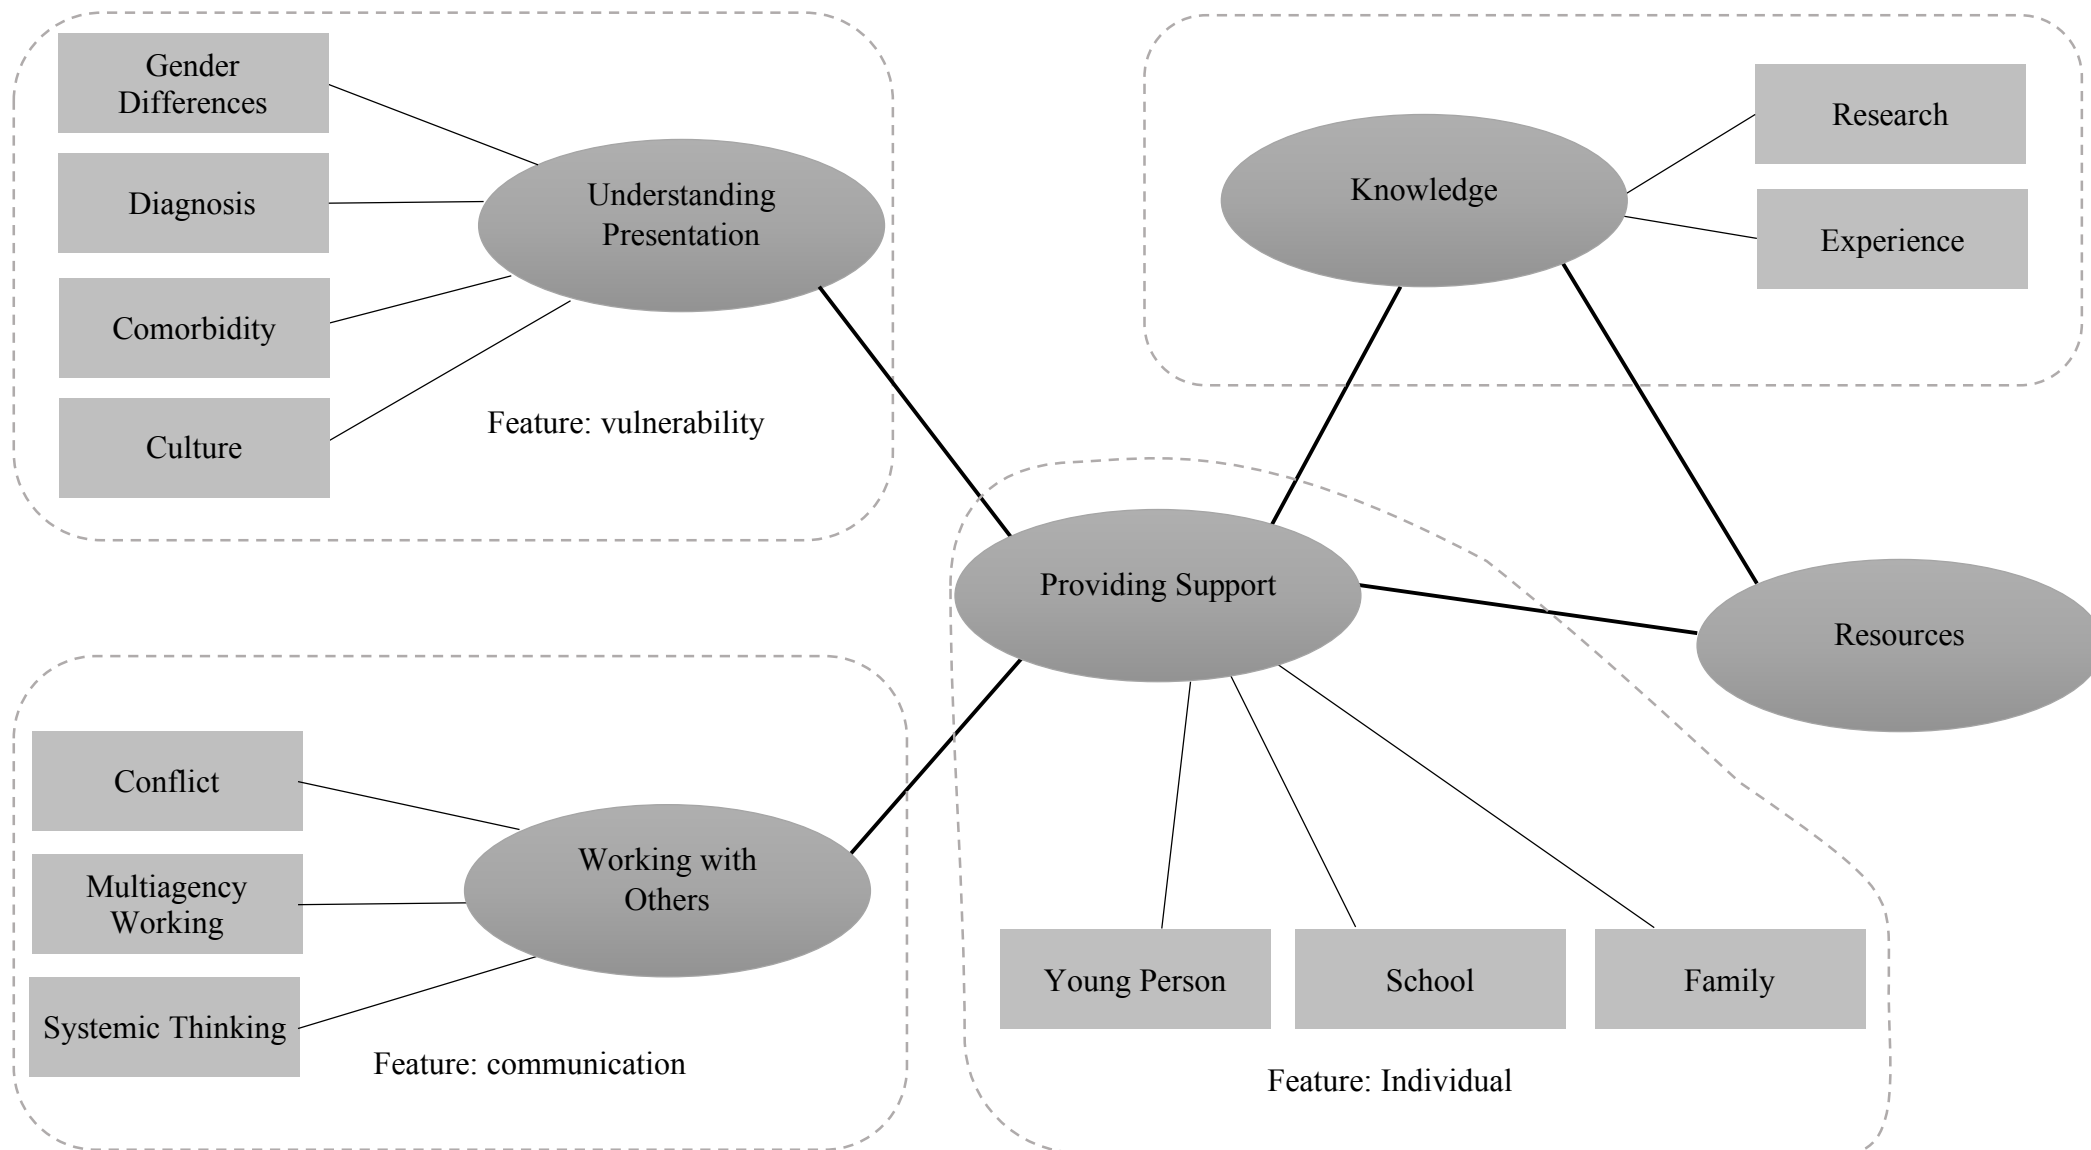 Gender
Differences
Diagnosis
Comorbidity
Culture
Understanding
Presentation
Feature: vulnerability
Knowledge
Research
Experience
Providing Support
Resources
Conflict
Multiagency
Working
Systemic Thinking
Working with
Others
Feature: communication
Young Person
School
Family
Feature: Individual